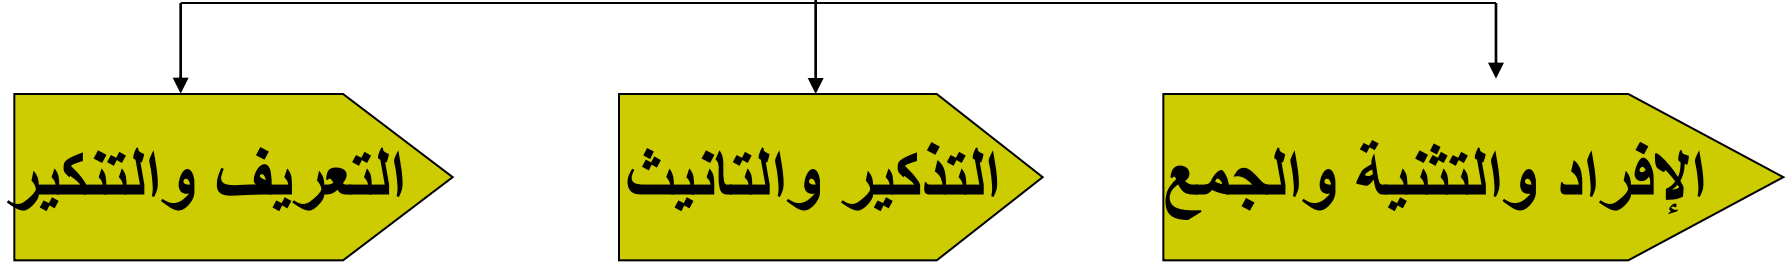 الإفراد والتثنية والجمع
التذكير والتانيث
التعريف والتنكير